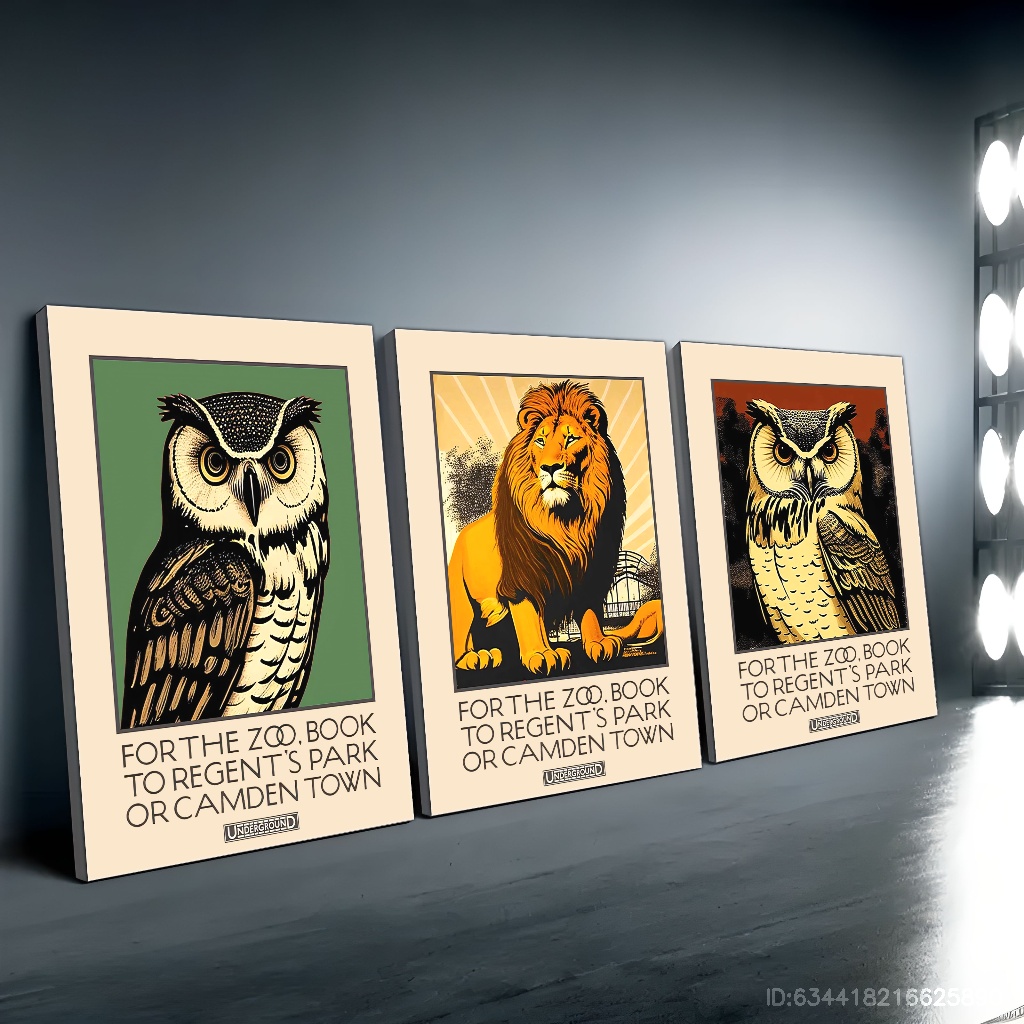 FOR THE ZOO, BOOK
TO REGENT'S PARK
OR CAMDEN TOWN
UNDERGROUND
FOR THE ZOO, BOOK
TO REGENT'S PARK
OR CAMDEN TOWN
UNDERGROUND
FOR THE ZOO, BOOK
TO REGENT'S PARK
OR CAMDEN TOWN
UNDERGROUND